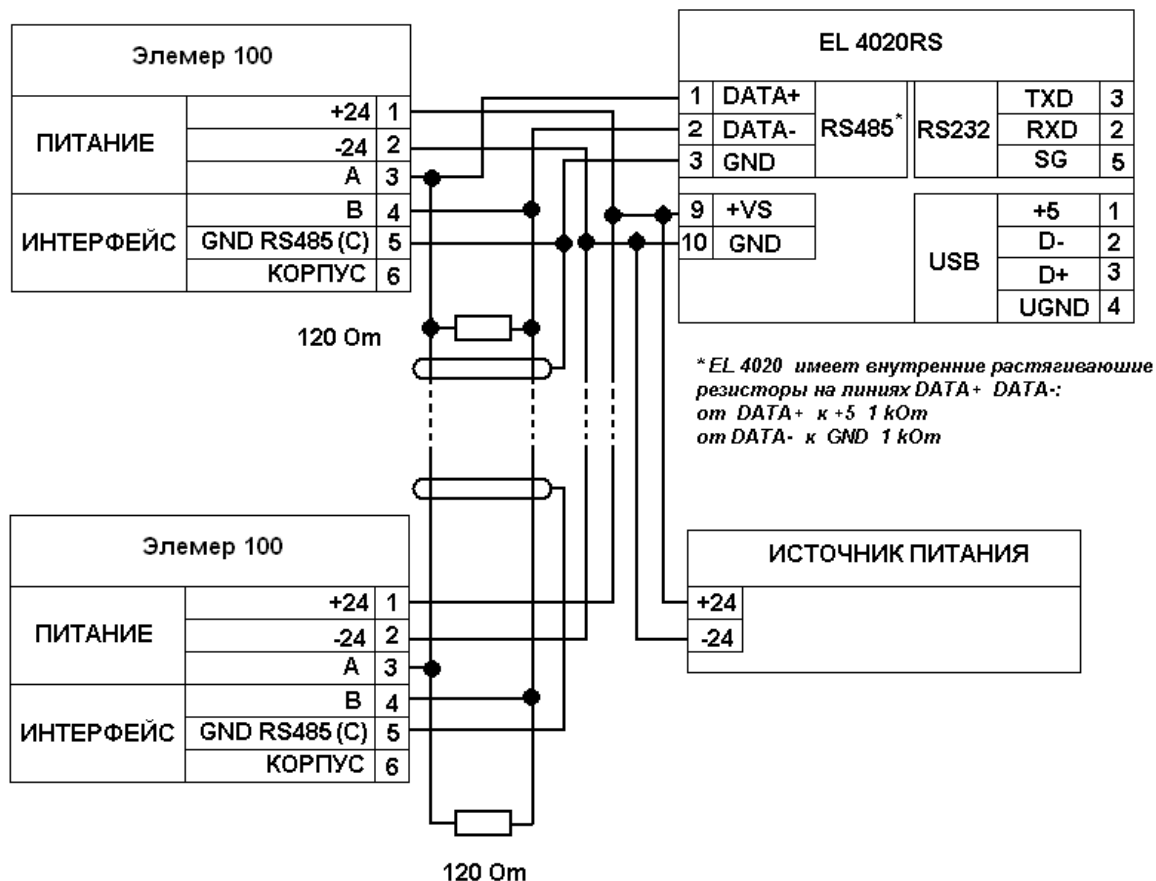 Элемер 100
ПИТАНИЕ
+24 1
-24 2
A 3
ИНТЕРФЕЙС
B 4
GND RS485 (C) 5
КОРПУС 6
120 Om
EL 4020RS
1 DATA+
2 DATA-
3 GND
RS485*
RS232
TXD 3
RXD 2
SG 5
9 +VS
10 GND
USB
+5 1
D- 2
D+ 3
UGND 4
* EL 4020 имеет внутренние растягиваюшие
резисторы на линиях DATA+ DATA-:
от DATA+ к +5 1 kOm
от DATA- к GND 1 kOm
Элемер 100
ПИТАНИЕ
+24 1
-24 2
A 3
ИНТЕРФЕЙС
B 4
GND RS485 (C) 5
КОРПУС 6
120 Om
ИСТОЧНИК ПИТАНИЯ
+24
-24